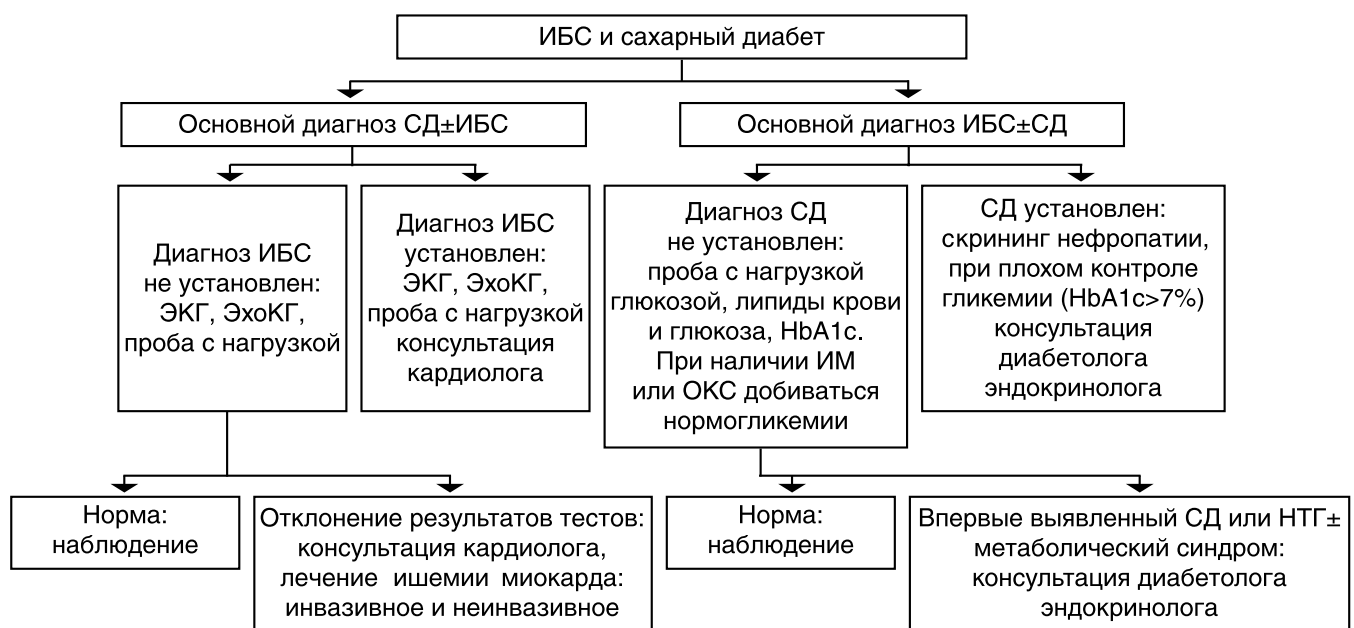 ИБС и сахарный диабет
Основной диагноз СД±ИБС
Основной диагноз ИБС±СД
Диагноз ИБС
не установлен:
ЭКГ, ЭхоКГ,
проба с нагрузкой
Диагноз ИБС
установлен:
ЭКГ, ЭхоКГ,
проба с нагрузкой
консультация
кардиолога
Диагноз СД
не установлен:
проба с нагрузкой
глюкозой, липиды крови
и глюкоза, HbA1c.
При наличии ИМ
или ОКС добиваться
нормогликемии
СД установлен:
скрининг нефропатии,
при плохом контроле
гликемии (HbA1c>7%)
консультация
диабетолога
эндокринолога
Норма:
наблюдение
Отклонение результатов тестов:
консультация кардиолога,
лечение ишемии миокарда:
инвазивное и неинвазивное
Норма:
наблюдение
Впервые выявленный СД или НТГ±
метаболический синдром:
консультация диабетолога
эндокринолога